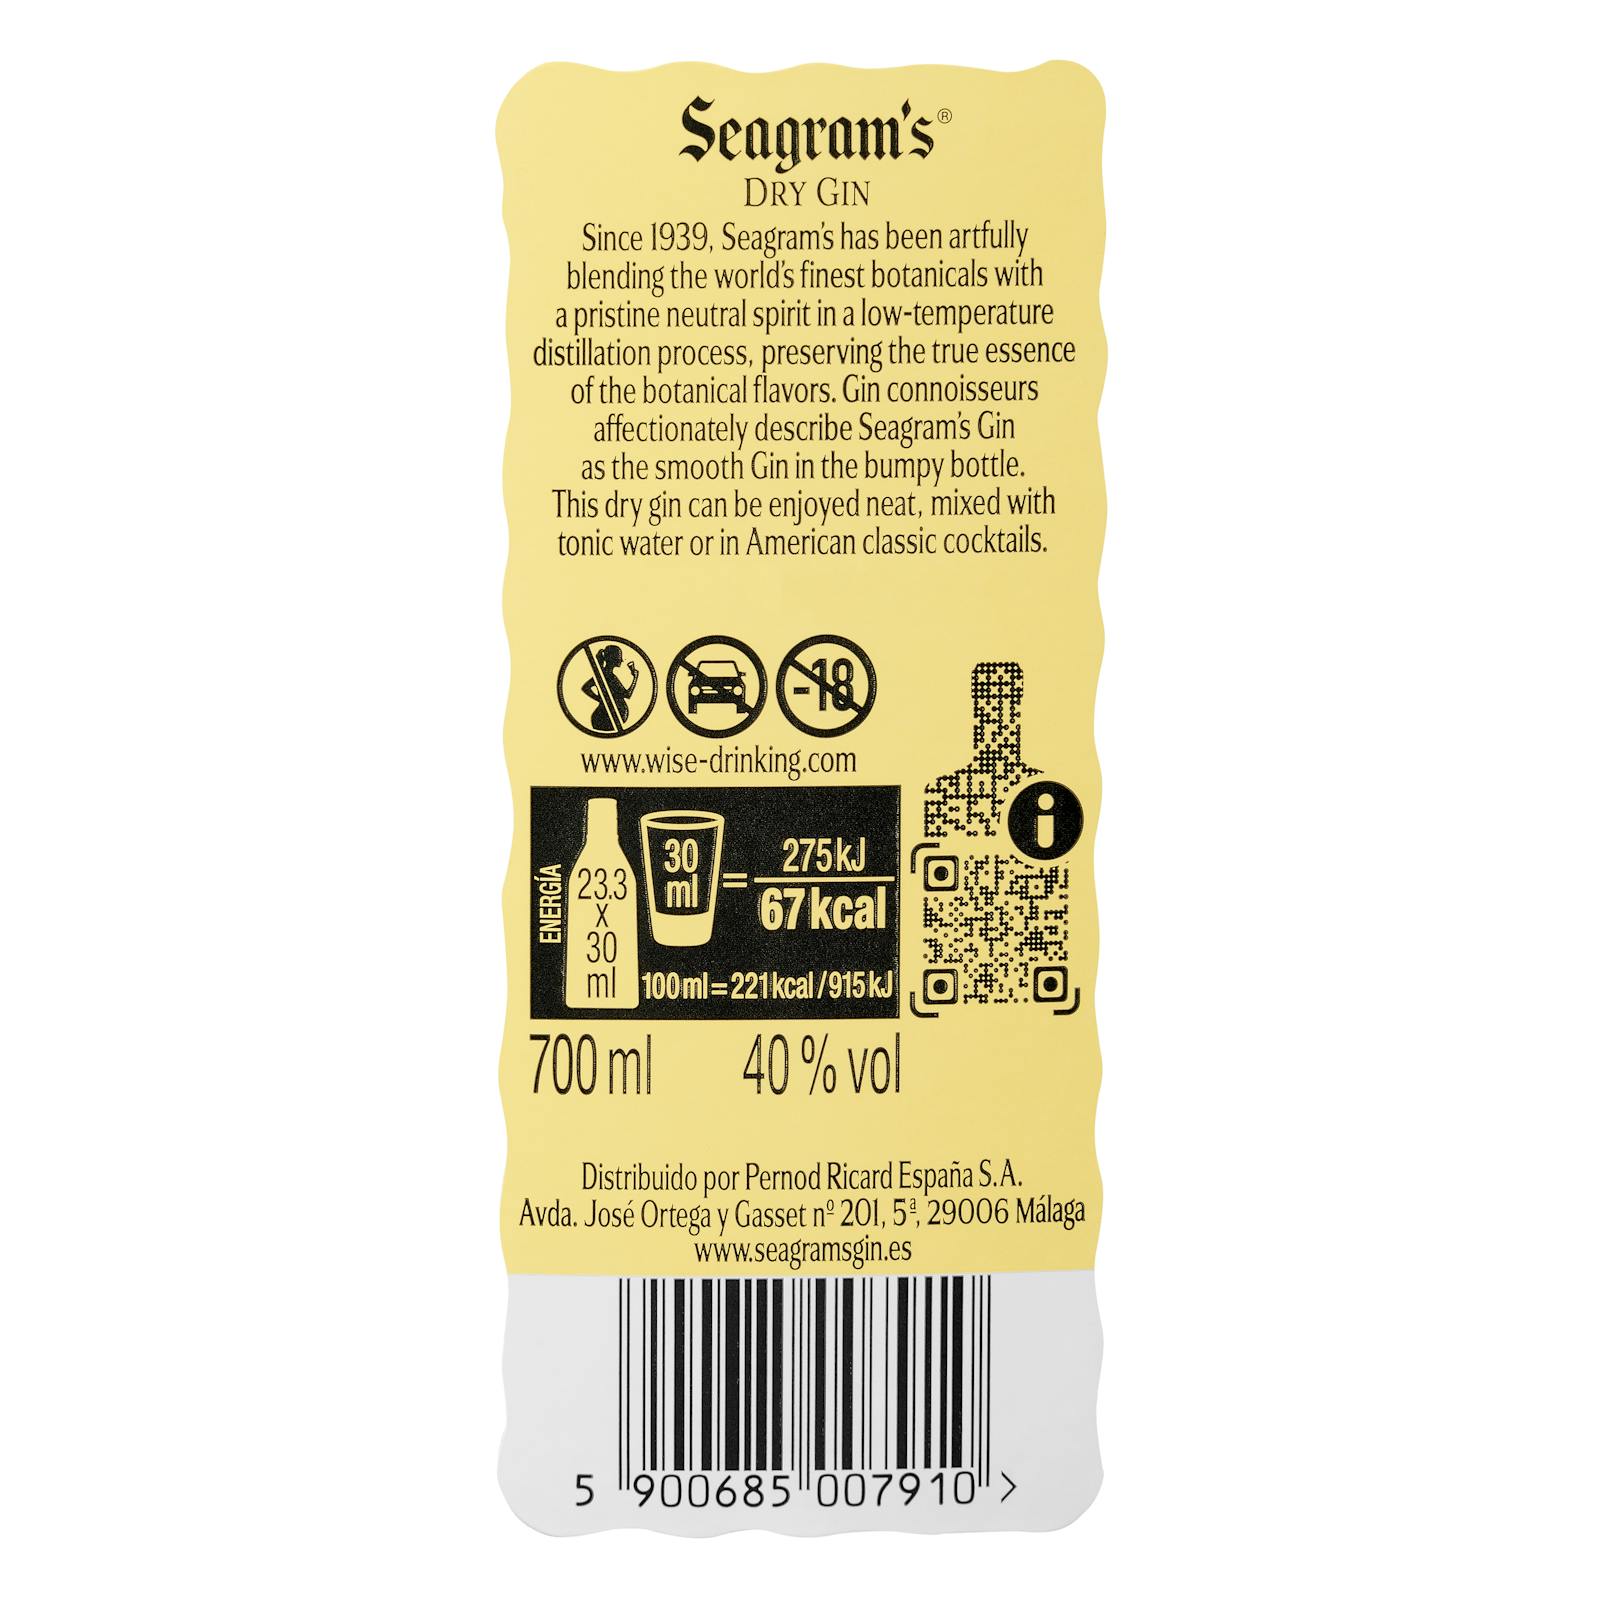 Seagram's®
DRY GIN
Since 1939, Seagram's has been artfully
blending the world's finest botanicals with
a pristine neutral spirit in a low-temperature
distillation process, preserving the true essence
of the botanical flavors. Gin connoisseurs
affectionately describe Seagram's Gin
as the smooth Gin in the bumpy bottle.
This dry gin can be enjoyed neat, mixed with
tonic water or in American classic cocktails.
-18
www.wise-drinking.com
i
ENERGÍA
23.3
x
30
ml
30
ml
=
275 kJ
67 kcal
100 ml = 221 kcal / 915 kJ
700 ml 40 % vol
Distribuido por Pernod Ricard España S.A.
Avda. José Ortega y Gasset nº 201, 5ª, 29006 Málaga
www.seagramsgin.es
5 900685 007910 >